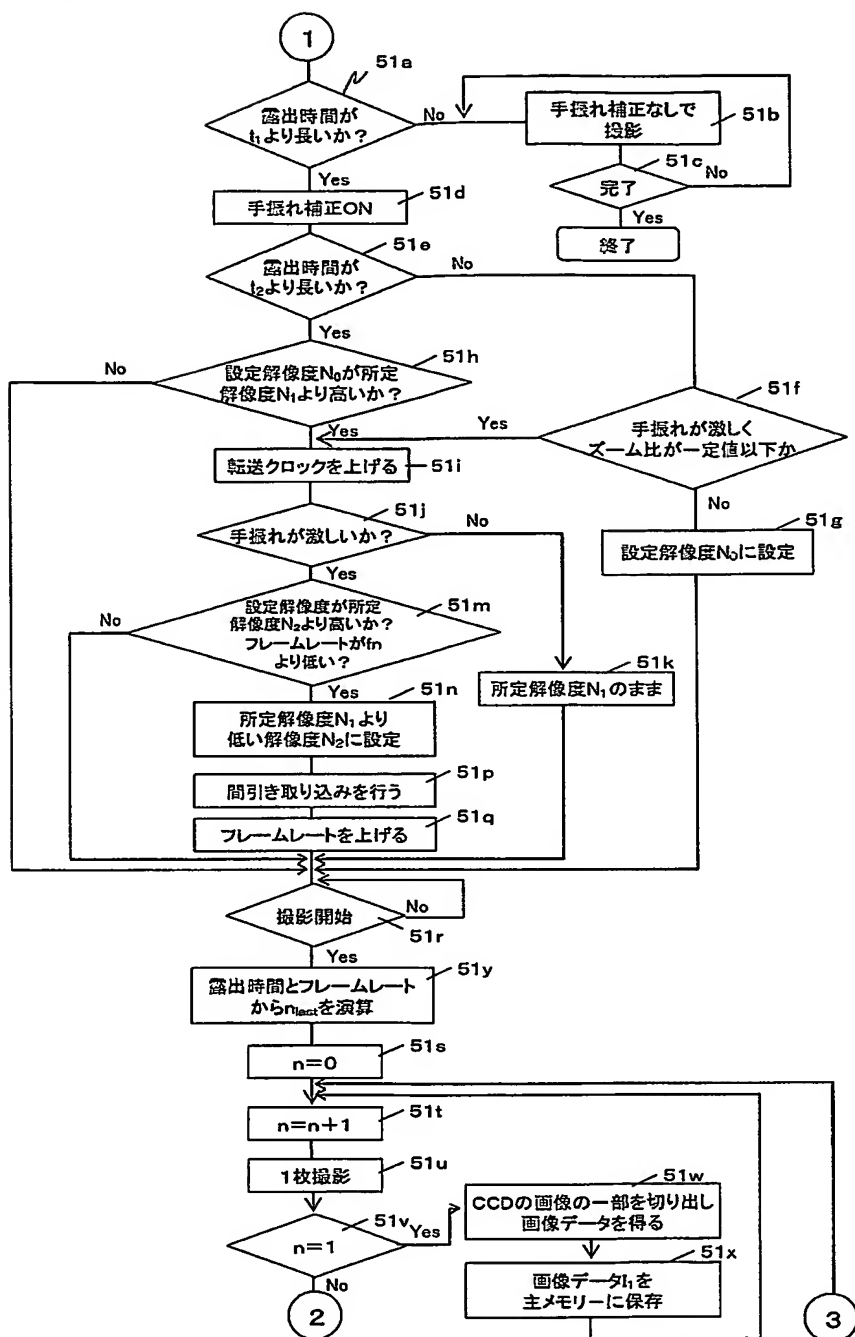 1
51a
露出時間が
t₁より長いか?
No
手振れ補正なしで
投影
51b
51c
完了
No
Yes
終了
Yes
51d
手振れ補正ON
51e
露出時間が
t₂より長いか?
No
Yes
51h
No
設定解像度N₀が所定
解像度N₁より高いか?
51f
手振れが激しく
ズーム比が一定値以下か
Yes
Yes
転送クロックを上げる
51i
No
51g
設定解像度N₀に設定
51j
手振れが激しいか?
No
Yes
51m
No
設定解像度が所定
解像度N₂より高いか?
フレームレートがfn
より低い?
51k
所定解像度N₁のまま
Yes
51n
所定解像度N₁より
低い解像度N₂に設定
51p
間引き取り込みを行う
51q
フレームレートを上げる
撮影開始
No
51r
Yes
51y
露出時間とフレームレート
からnlastを演算
51s
n=0
51t
n=n+1
51u
1枚撮影
51v
n=1
Yes
51w
CCDの画像の一部を切り出し
画像データを得る
51x
画像データI₁を
主メモリーに保存
No
2
3